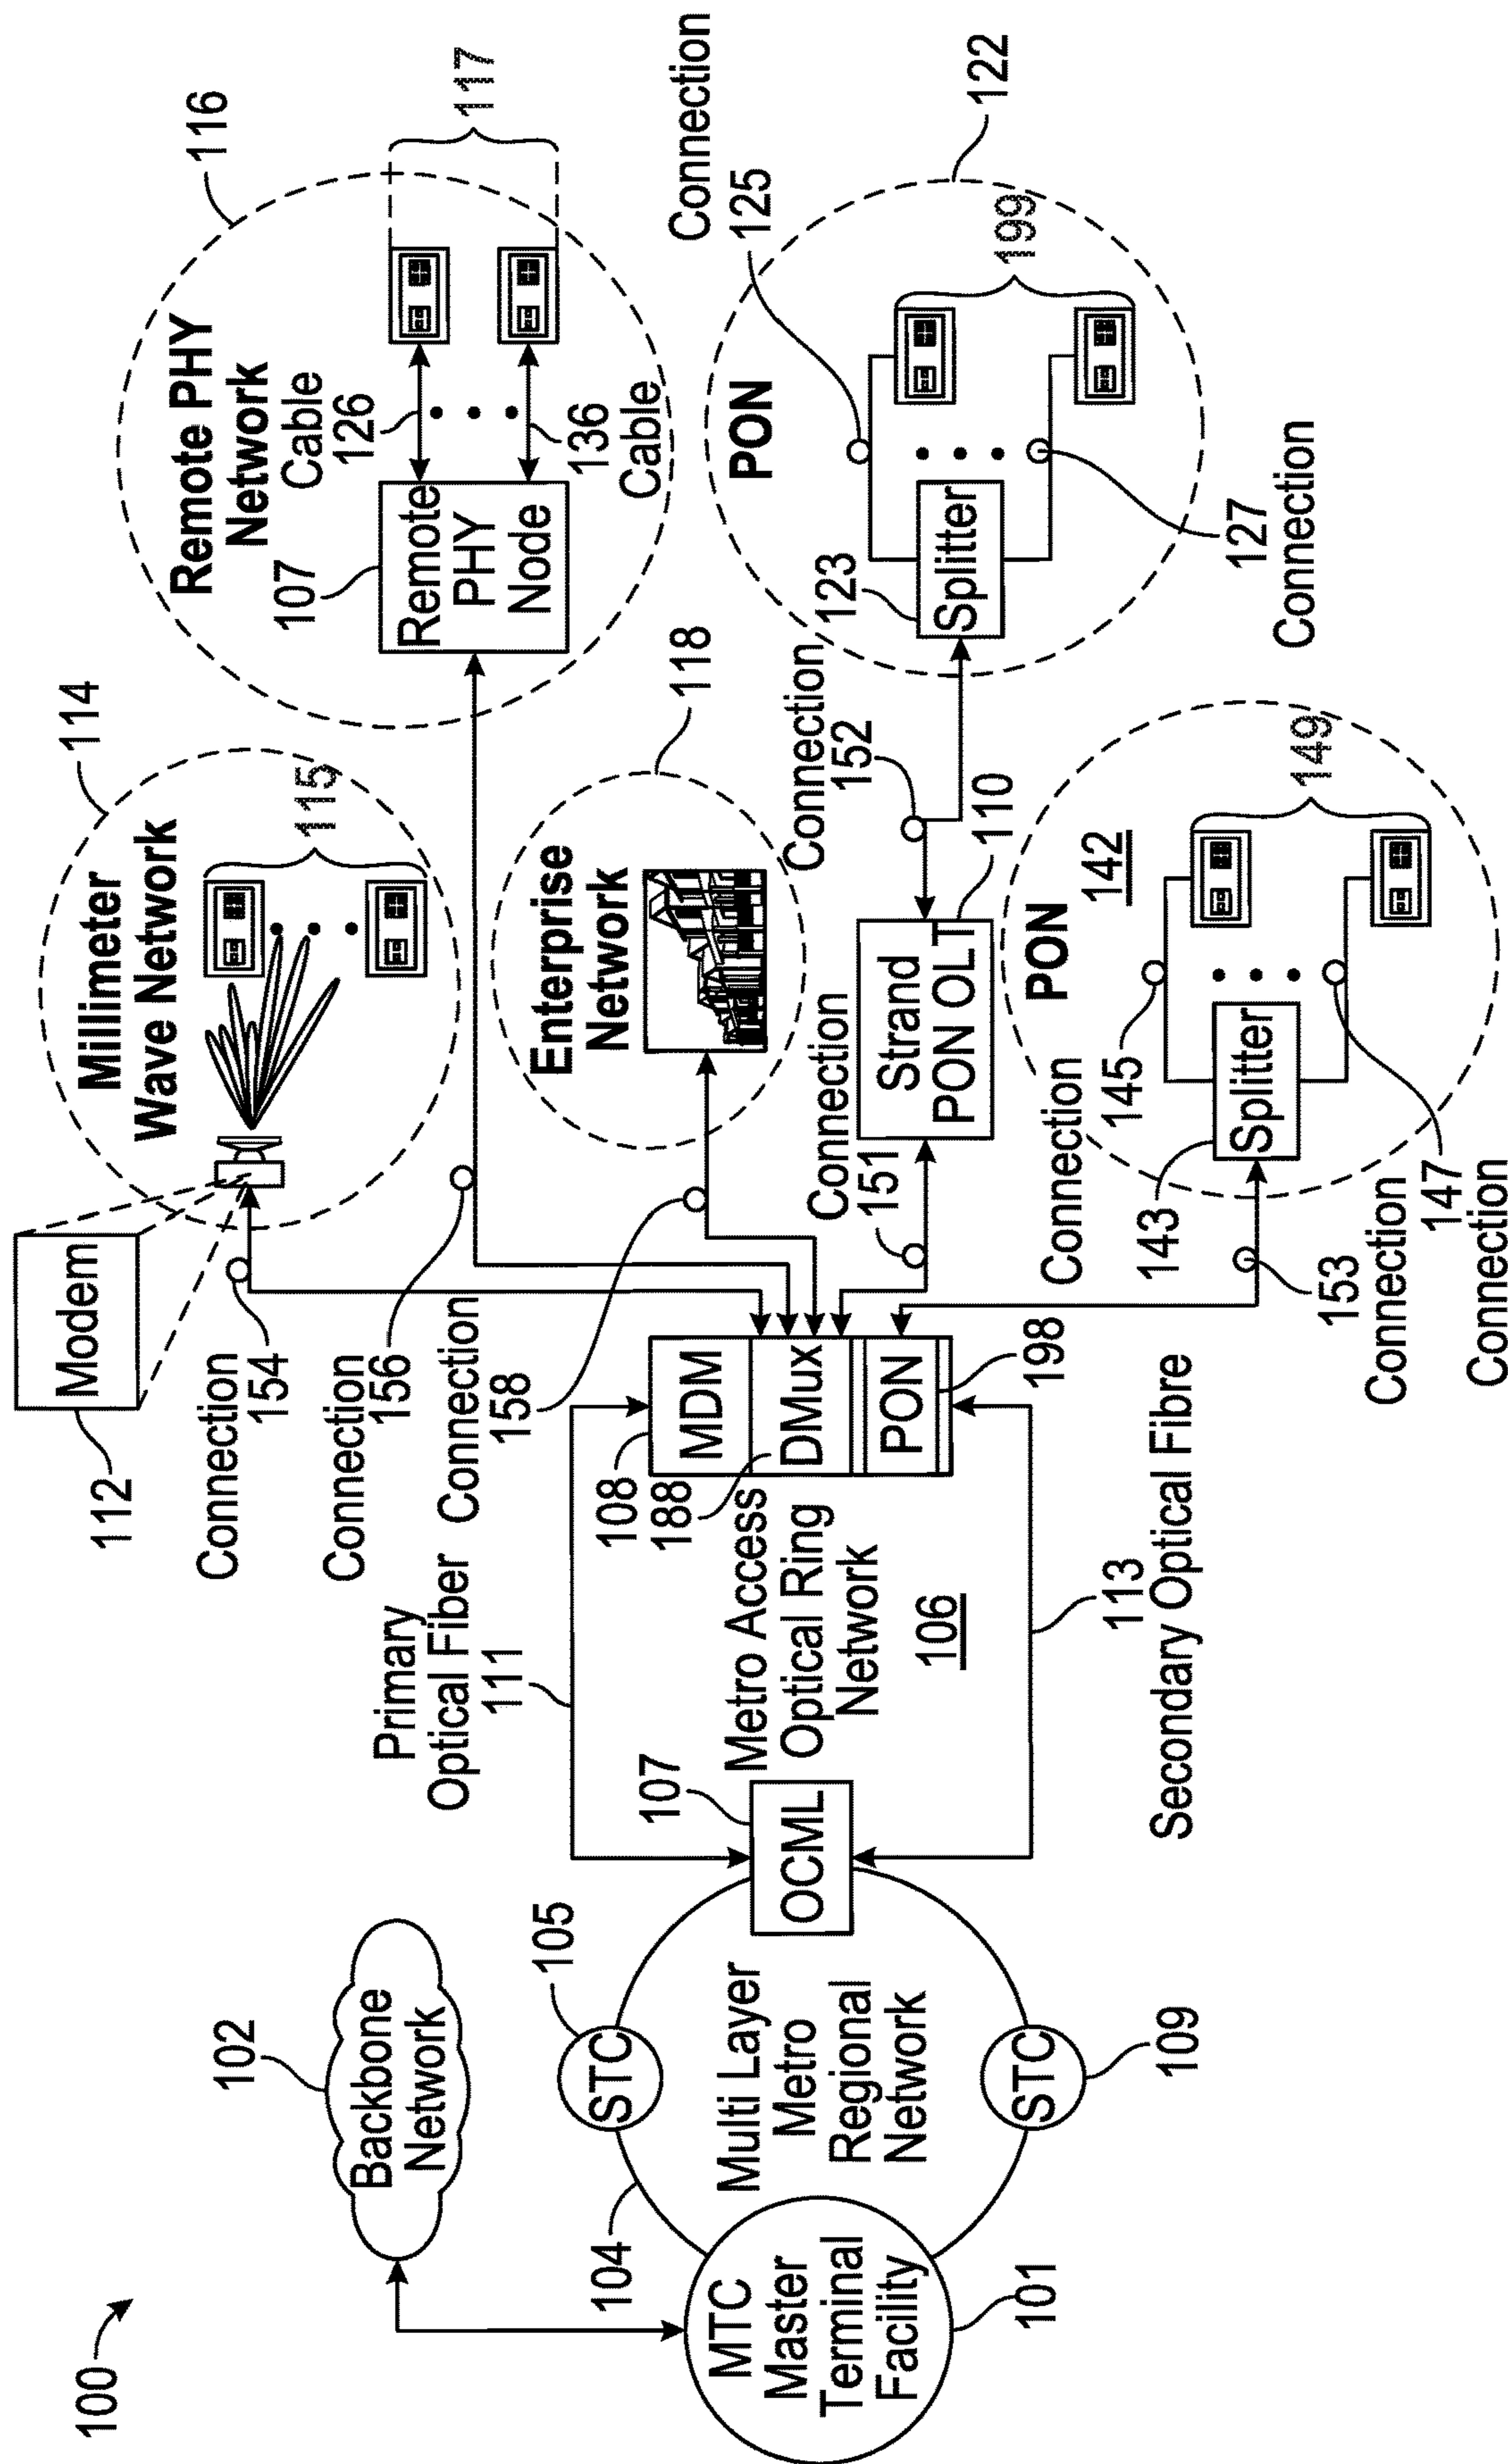 100
102
Backbone
Network
MTC
Master
Terminal
Facility
101
104
STC
105
Multi Layer
Metro
Regional
Network
STC
109
OCML
107
Primary
Optical Fiber
111
Metro Access
Optical Ring
Network
106
113
Secondary Optical Fibre
108
188
MDM
DMux
PON
198
112
Modem
Connection
154
Connection
156
Connection
158
Millimeter
Wave Network
114
115
Remote PHY
Network
116
107
Remote
PHY
Node
Cable
126
136
Cable
117
Enterprise
Network
118
Connection
151
Strand
PON OLT
110
Connection
152
PON
122
123
Splitter
Connection
125
127
Connection
199
PON
142
Connection
145
143
Splitter
147
Connection
149
153
Connection